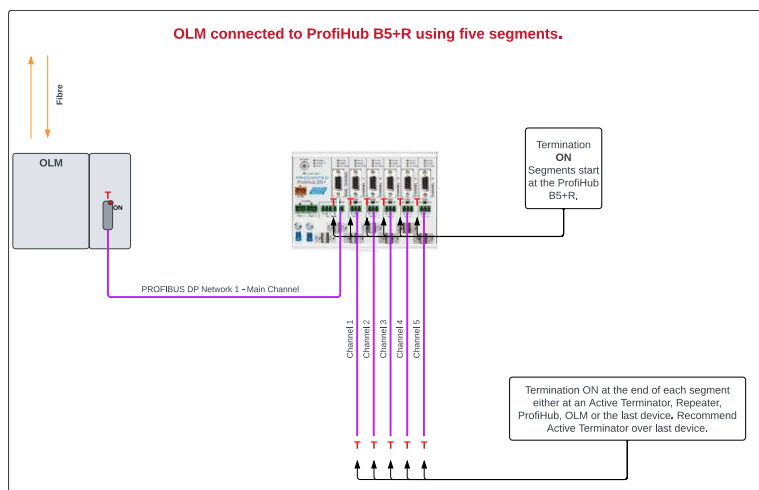 OLM connected to ProfiHub B5+R using five segments.
Fibre
OLM
T
ON
Termination
ON
Segments start
at the ProfiHub
B5+R,
PROCENTEC
ProfiHub B5+
T T T T T T
PROFIBUS DP Network 1 - Main Channel
Channel 1
Channel 2
Channel 3
Channel 4
Channel 5
Termination ON at the end of each segment
either at an Active Terminator, Repeater,
ProfiHub, OLM or the last device. Recommend
Active Terminator over last device.
T T T T T